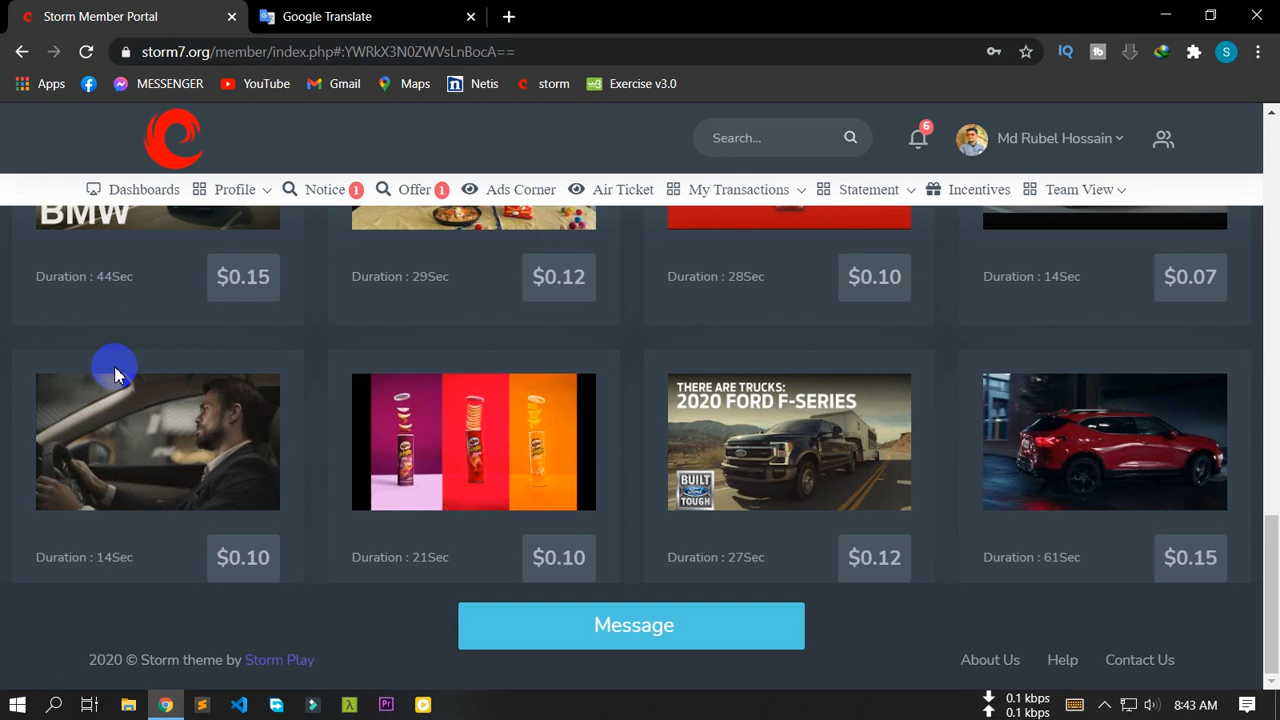 Storm Member Portal
Google Translate
storm7.org/member/index.php#:YWRkX3N0ZWVsLnBocA==
S
Apps
MESSENGER
YouTube
Gmail
Maps
Netis
storm
Exercise v3.0
Search...
6
Md Rubel Hossain
Dashboards
Profile
Notice 1
Offer 1
Ads Corner
Air Ticket
My Transactions
Statement
Incentives
Team View
BMW
Duration : 44Sec
$0.15
Duration : 29Sec
$0.12
Duration : 28Sec
$0.10
Duration : 14Sec
$0.07
THERE ARE TRUCKS:
2020 FORD F-SERIES
BUILT
Ford
TOUGH
Duration : 14Sec
$0.10
Duration : 21Sec
$0.10
Duration : 27Sec
$0.12
Duration : 61Sec
$0.15
Message
2020 © Storm theme by Storm Play
About Us
Help
Contact Us
0.1 kbps
0.1 kbps
8:43 AM